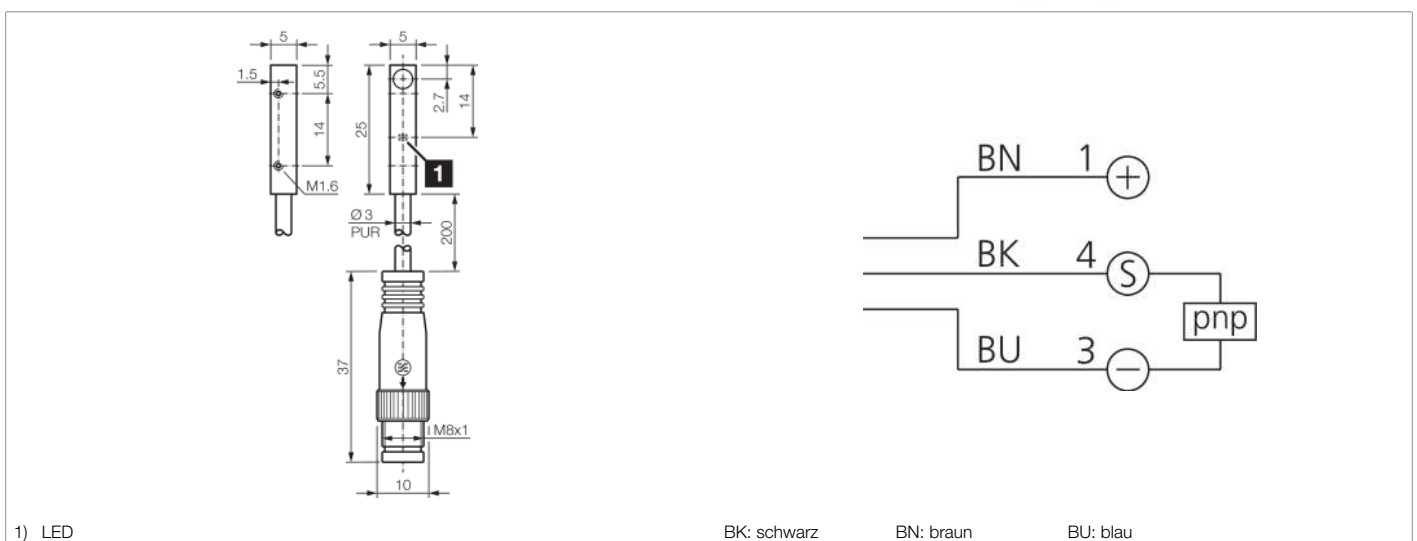 5
5
1.5
5.5
2.7
14
14
25
1
M1.6
Ø 3
PUR
200
37
M8x1
10
BN 1 +
BK 4 S
pnp
BU 3 −
1) LED
BK: schwarz BN: braun BU: blau